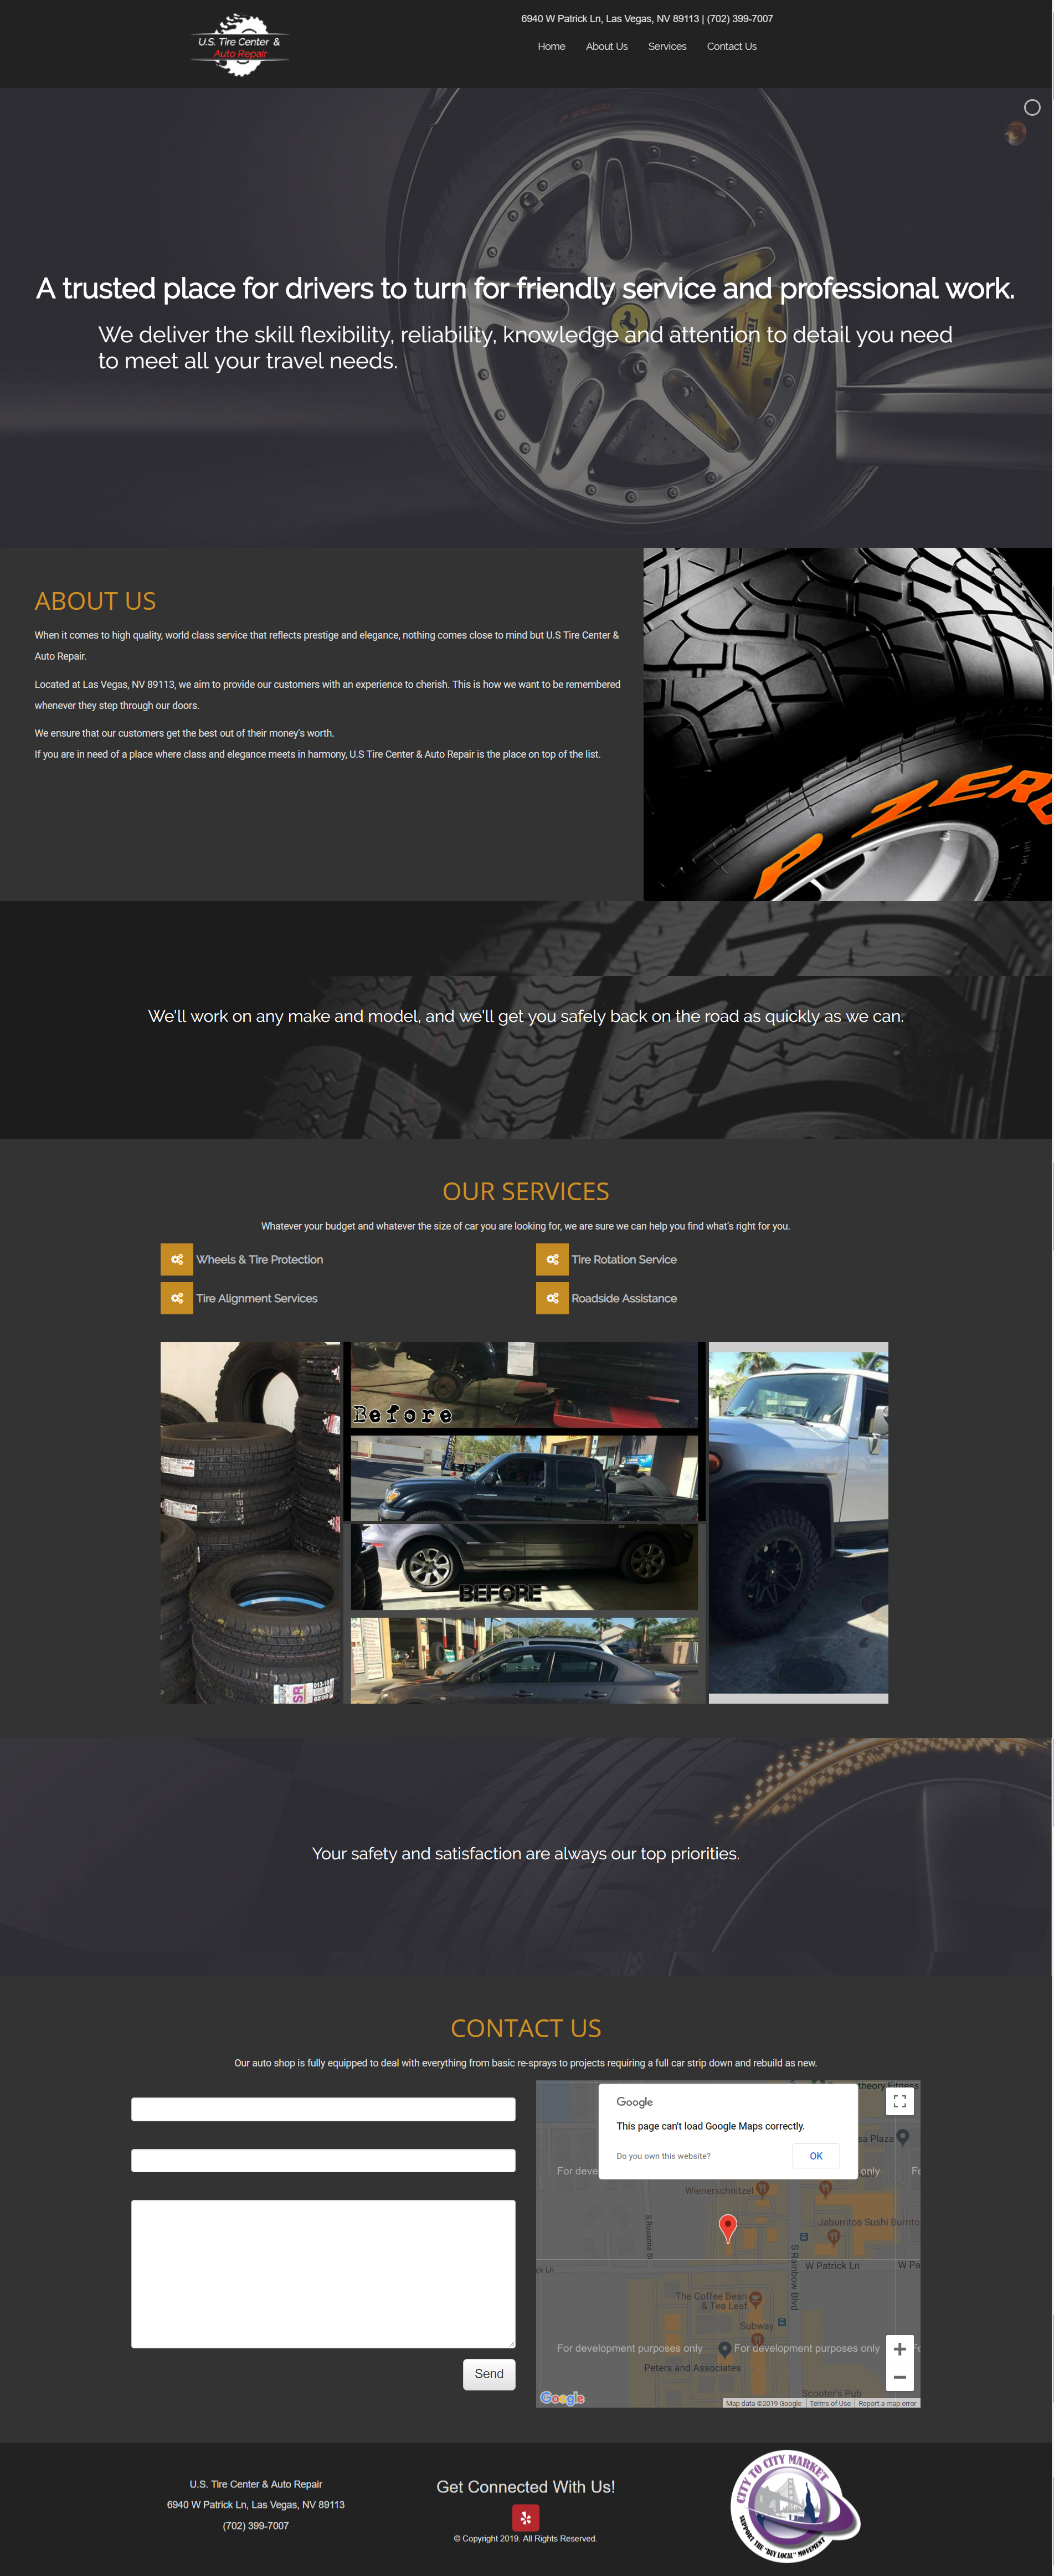 U.S. Tire Center &
Auto Repair
6940 W Patrick Ln, Las Vegas, NV 89113 | (702) 399-7007
Home About Us Services Contact Us
A trusted place for drivers to turn for friendly service and professional work.
We deliver the skill flexibility, reliability, knowledge and attention to detail you need
to meet all your travel needs.
ABOUT US
When it comes to high quality, world class service that reflects prestige and elegance, nothing comes close to mind but U.S Tire Center &
Auto Repair.
Located at Las Vegas, NV 89113, we aim to provide our customers with an experience to cherish. This is how we want to be remembered
whenever they step through our doors.
We ensure that our customers get the best out of their money's worth.
If you are in need of a place where class and elegance meets in harmony, U.S Tire Center & Auto Repair is the place on top of the list.
P ZERO
We'll work on any make and model, and we'll get you safely back on the road as quickly as we can.
OUR SERVICES
Whatever your budget and whatever the size of car you are looking for, we are sure we can help you find what's right for you.
Wheels & Tire Protection
Tire Rotation Service
Tire Alignment Services
Roadside Assistance
Before
BEFORE
Your safety and satisfaction are always our top priorities.
CONTACT US
Our auto shop is fully equipped to deal with everything from basic re-sprays to projects requiring a full car strip down and rebuild as new.
Google
This page can't load Google Maps correctly.
Do you own this website?
OK
Wienerschnitzel
Jaburritos Sushi Burrito
S Rosanna St
S Rainbow Blvd
W Patrick Ln
The Coffee Bean
& Tea Leaf
Subway
For development purposes only
For development purposes only
Peters and Associates
Scooter's Pub
Google
Map data ©2019 Google Terms of Use Report a map error
Send
U.S. Tire Center & Auto Repair
6940 W Patrick Ln, Las Vegas, NV 89113
(702) 399-7007
Get Connected With Us!
© Copyright 2019. All Rights Reserved.
CITY TO CITY MARKET
SUPPORT THE "BUY LOCAL" MOVEMENT